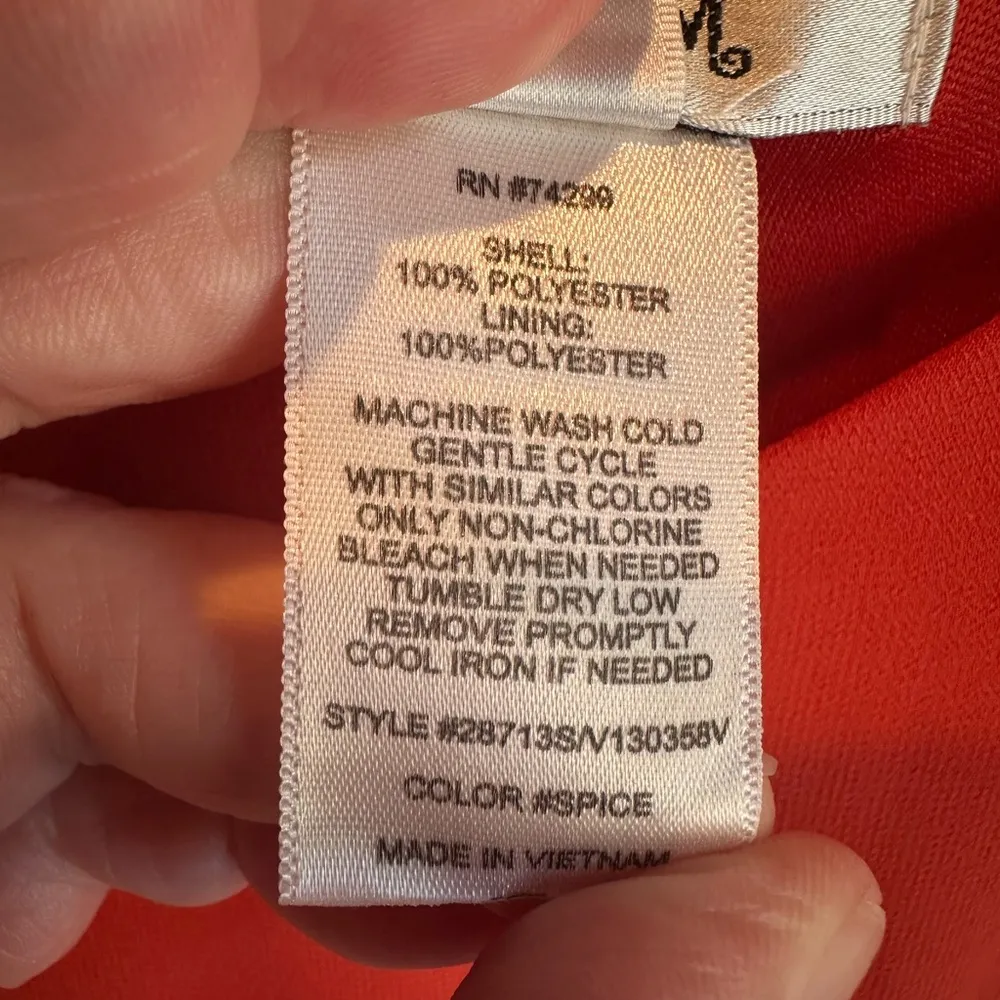 RN #74299
SHELL:
100% POLYESTER
LINING:
100%POLYESTER
MACHINE WASH COLD
GENTLE CYCLE
WITH SIMILAR COLORS
ONLY NON-CHLORINE
BLEACH WHEN NEEDED
TUMBLE DRY LOW
REMOVE PROMPTLY
COOL IRON IF NEEDED
STYLE #28713S/V130358V
COLOR #SPICE
MADE IN VIETNAM